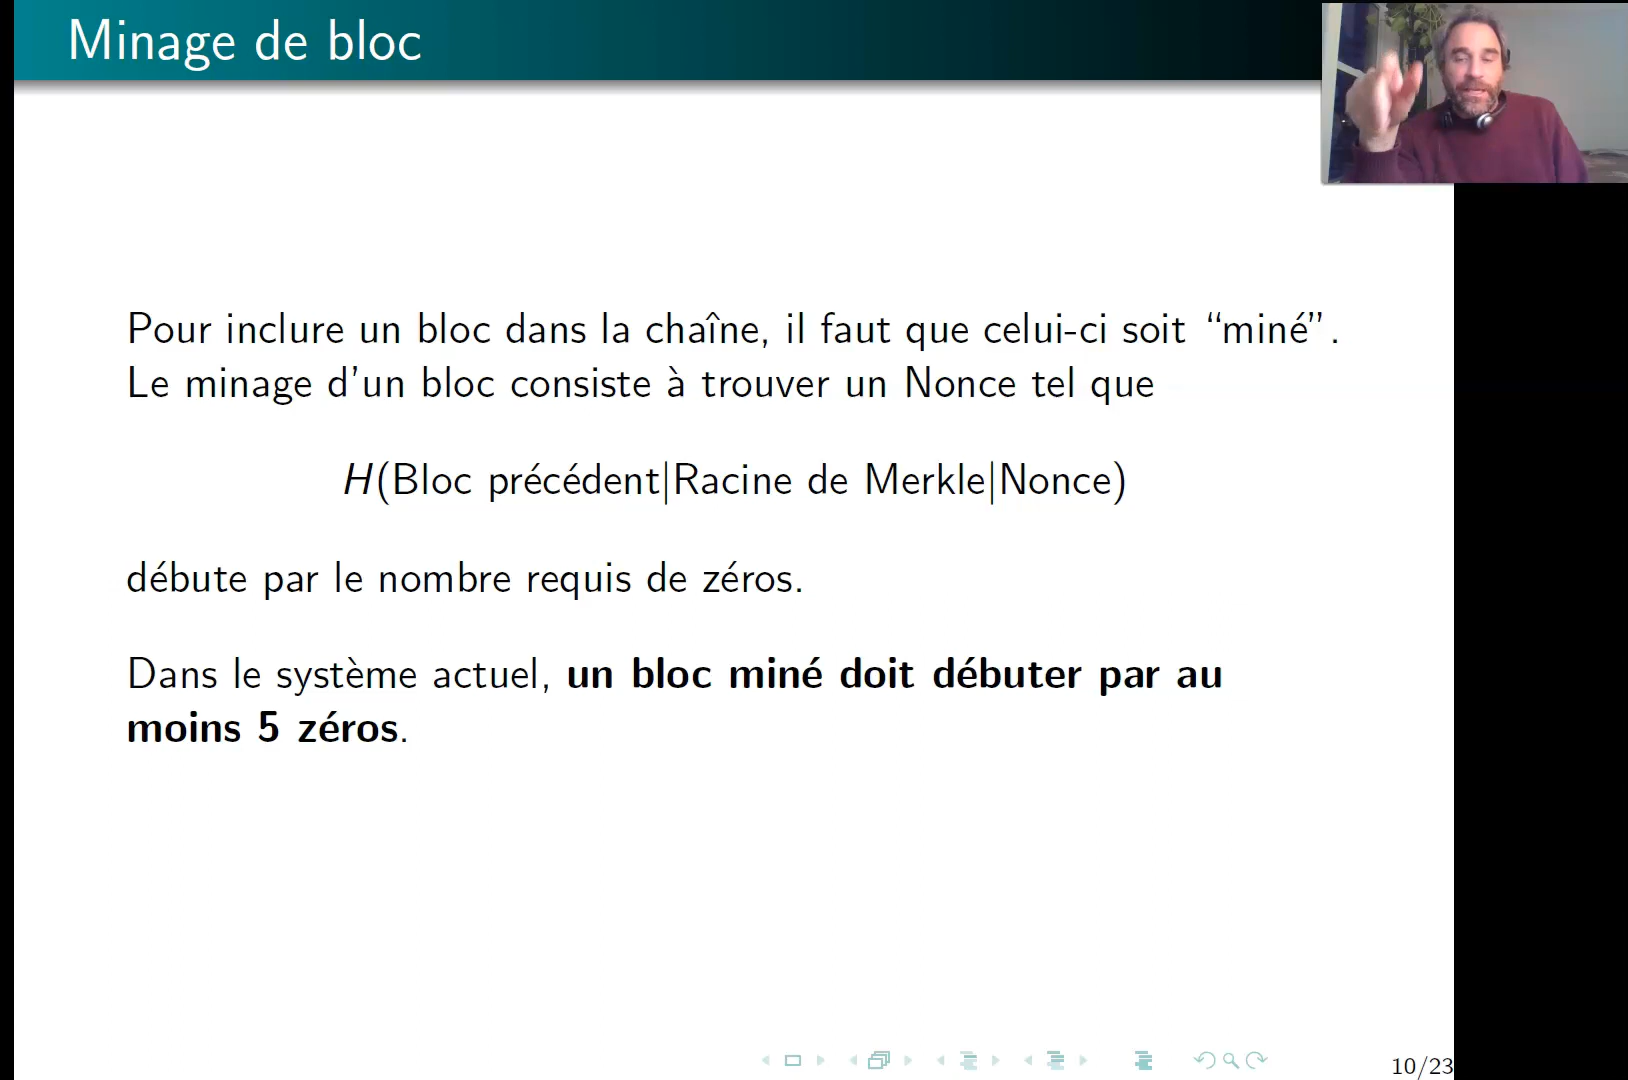 Minage de bloc
Pour inclure un bloc dans la chaîne, il faut que celui-ci soit “miné”.
Le minage d’un bloc consiste à trouver un Nonce tel que
H(Bloc précédent|Racine de Merkle|Nonce)
débute par le nombre requis de zéros.
Dans le système actuel, un bloc miné doit débuter par au
moins 5 zéros.
10/23